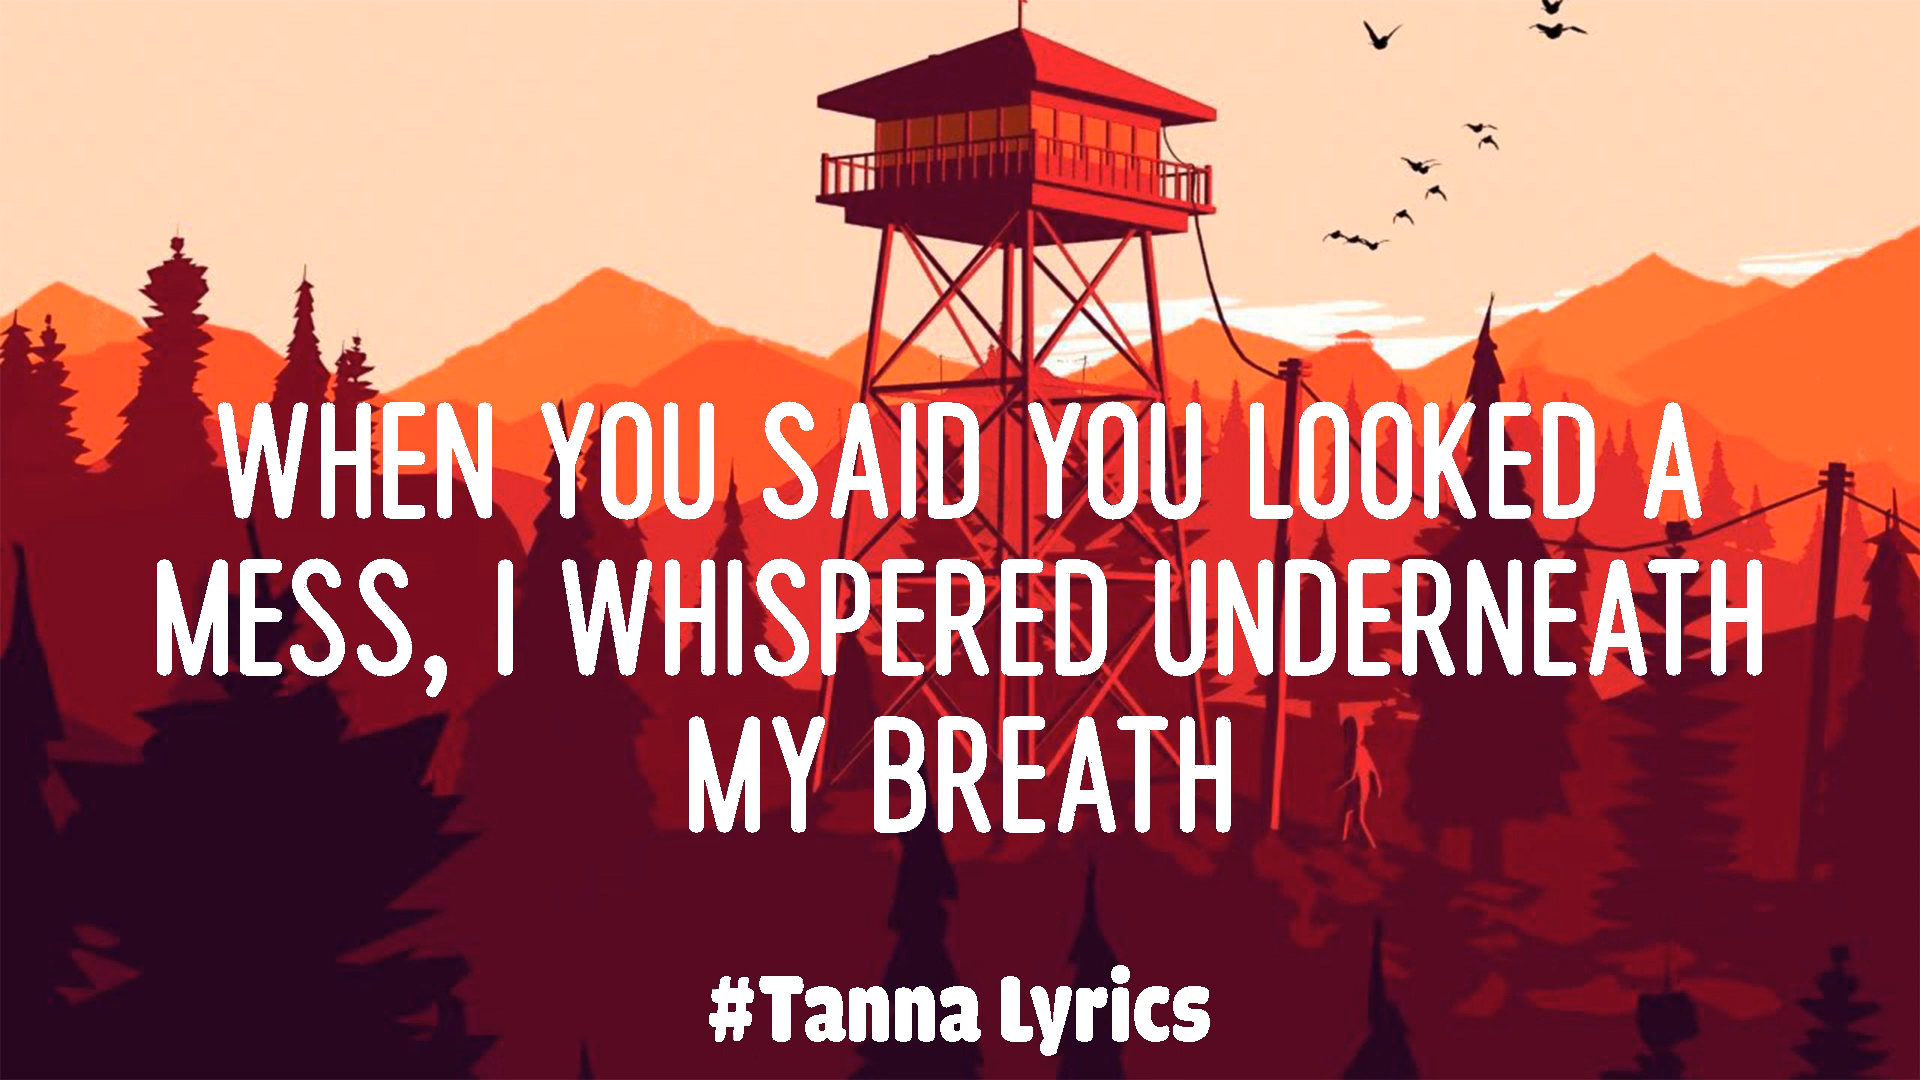 WHEN YOU SAID YOU LOOKED A
MESS, I WHISPERED UNDERNEATH
MY BREATH
#Tanna Lyrics